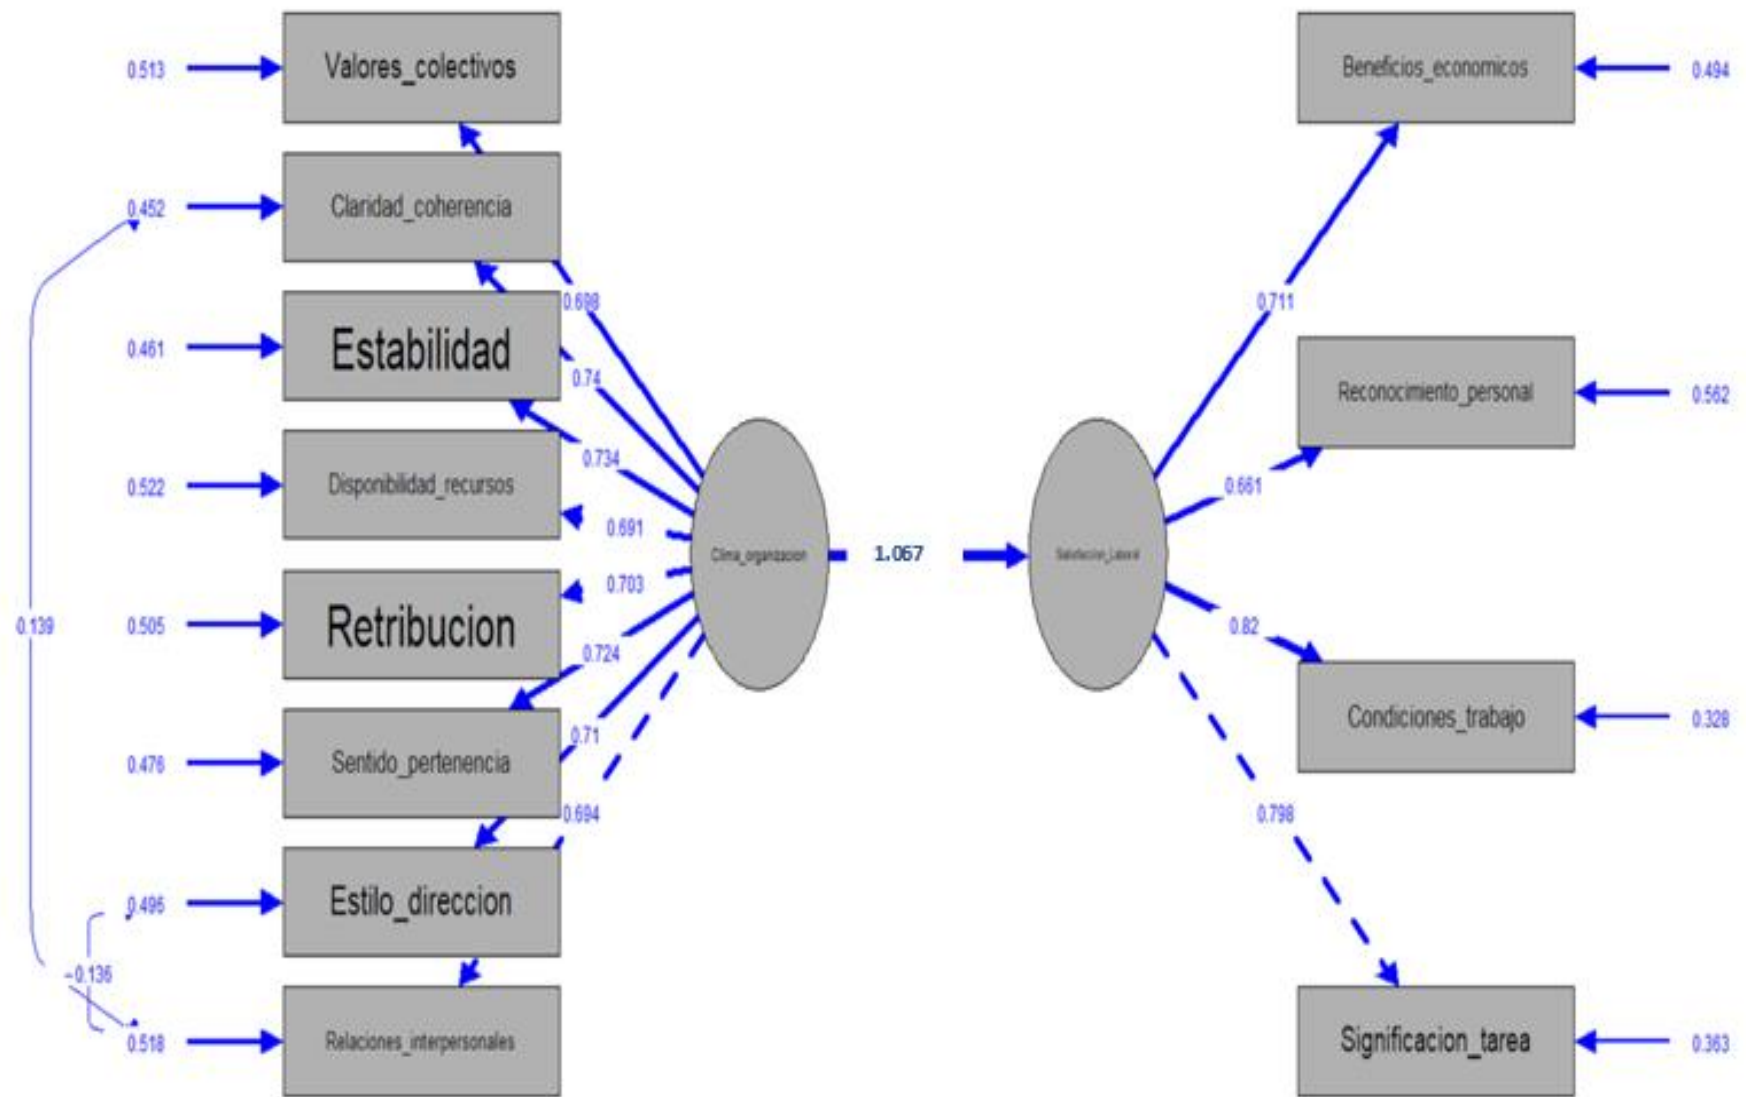 0.513
Valores_colectivos
Beneficios_economicos
0.494
0.452
Claridad_coherencia
0.698
0.711
0.461
Estabilidad
0.74
Reconocimiento_personal
0.562
0.734
0.522
Disponibilidad_recursos
0.661
0.691
Clima_organizacion
1.067
Satisfaccion_Laboral
0.703
0.139
0.505
Retribucion
0.724
0.82
Condiciones_trabajo
0.328
0.71
0.476
Sentido_pertenencia
0.694
0.798
0.495
Estilo_direccion
-0.136
0.518
Relaciones_interpersonales
Significacion_tarea
0.363